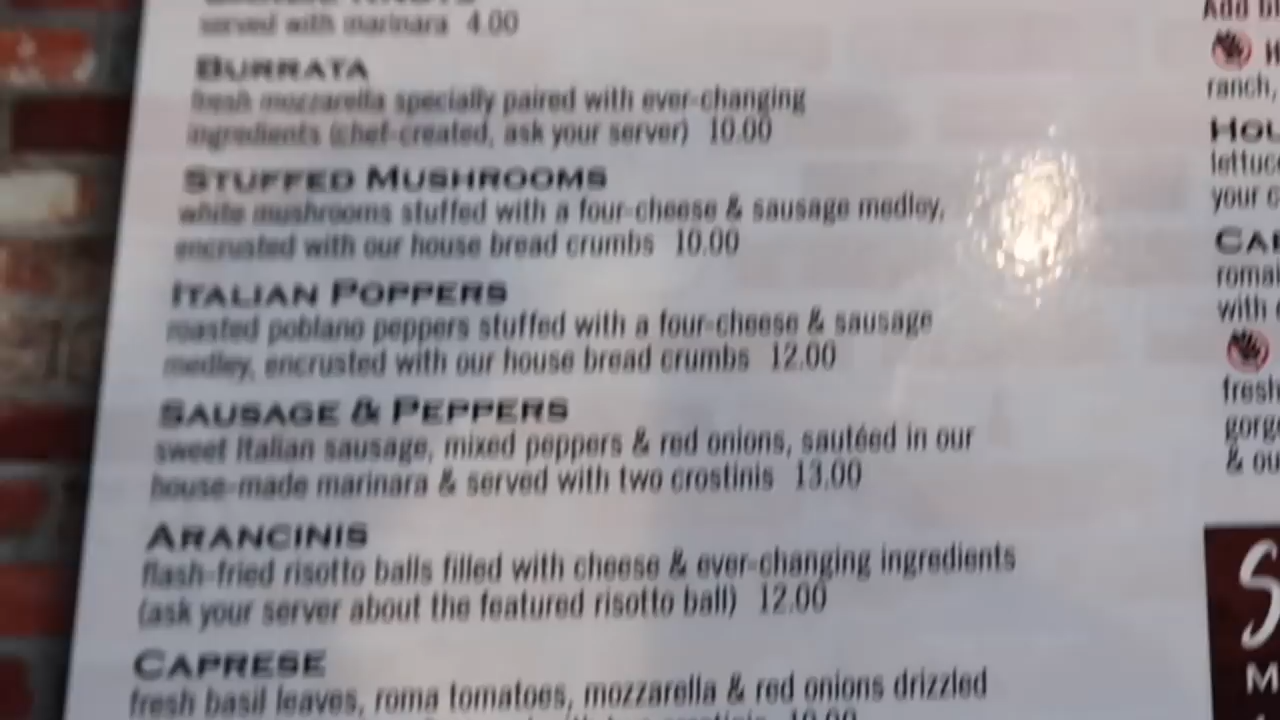 served with marinara 4.00
BURRATA
fresh mozzarella specially paired with ever-changing
ingredients (chef-created, ask your server) 10.00
STUFFED MUSHROOMS
white mushrooms stuffed with a four-cheese & sausage medley,
encrusted with our house bread crumbs 10.00
ITALIAN POPPERS
roasted poblano peppers stuffed with a four-cheese & sausage
medley, encrusted with our house bread crumbs 12.00
SAUSAGE & PEPPERS
sweet Italian sausage, mixed peppers & red onions, sautéed in our
house-made marinara & served with two crostinis 13.00
ARANCINIS
flash-fried risotto balls filled with cheese & ever-changing ingredients
(ask your server about the featured risotto ball) 12.00
CAPRESE
fresh basil leaves, roma tomatoes, mozzarella & red onions drizzled
with two crostinis 10.00
Add
ranch,
your
with
& ou